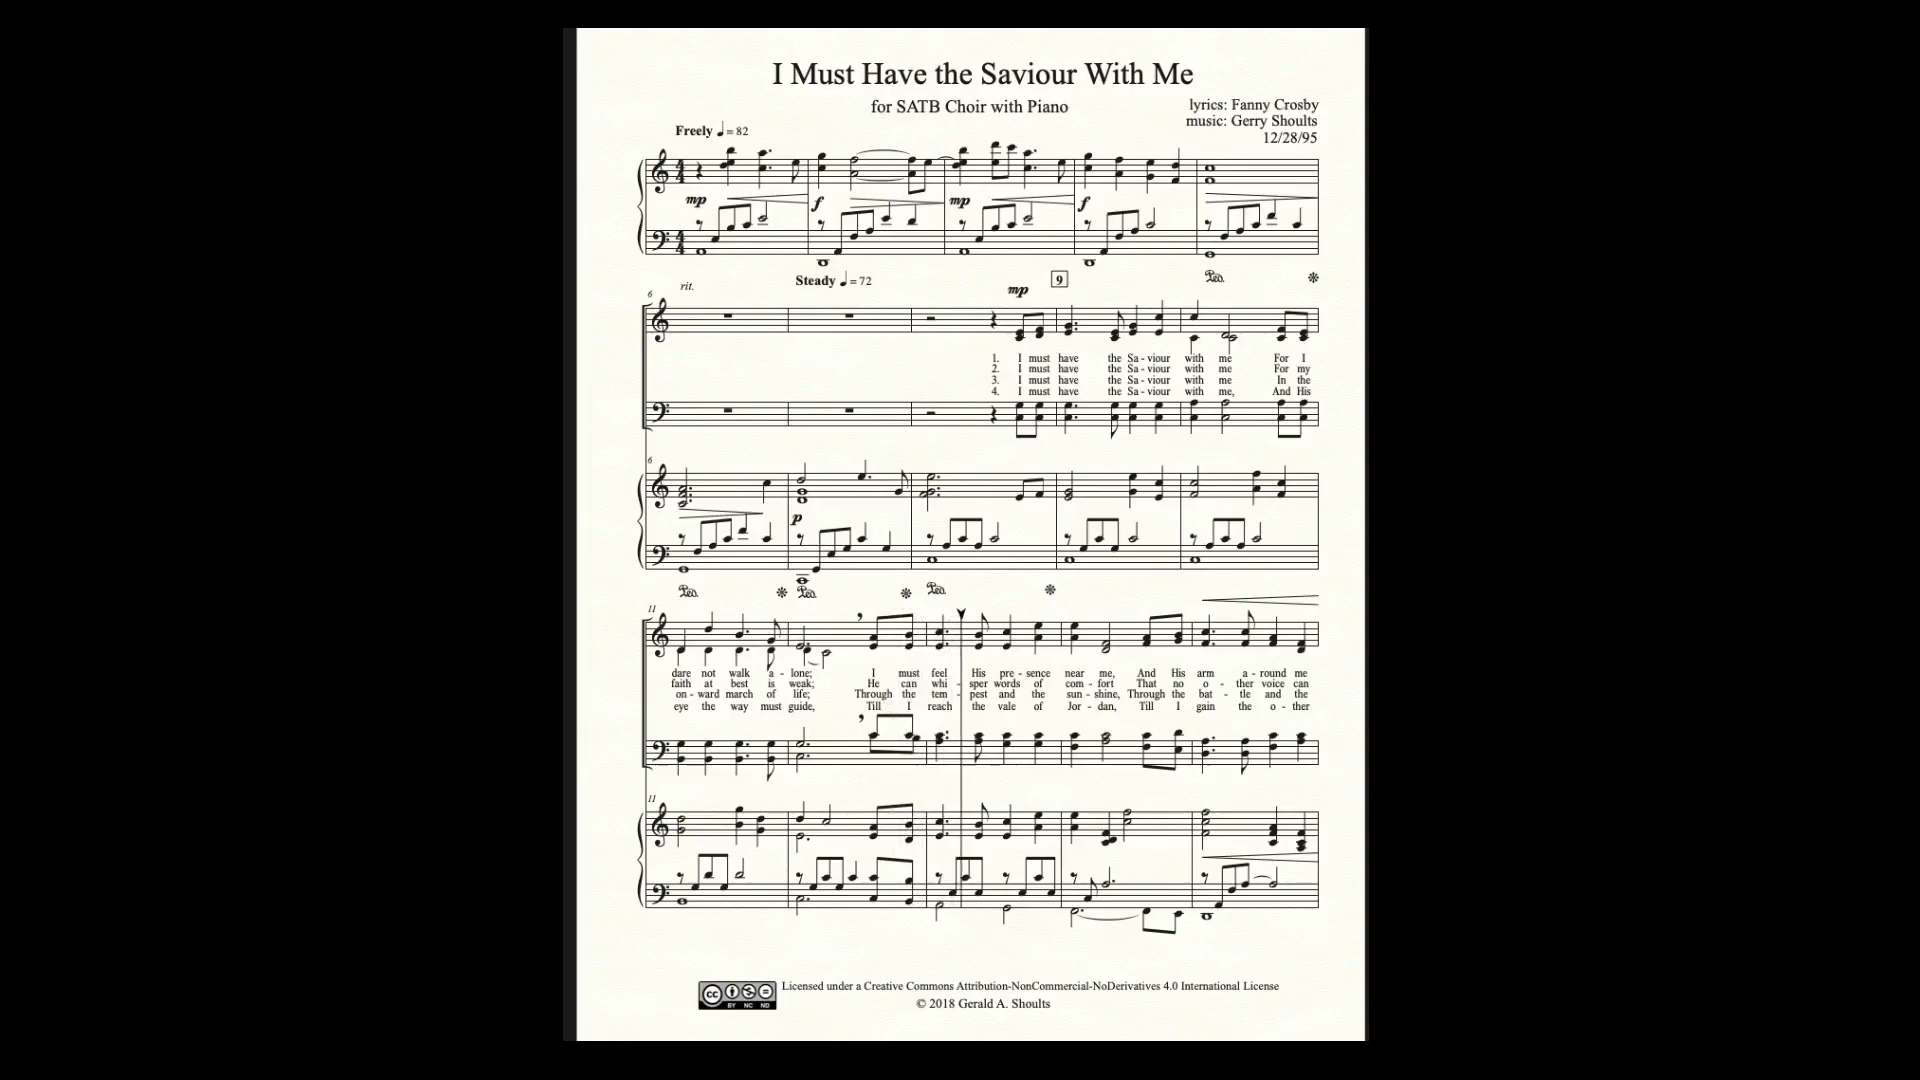 I Must Have the Saviour With Me
for SATB Choir with Piano
lyrics: Fanny Crosby
music: Gerry Shoults
12/28/95
Freely ♩ = 82
mp f mp f
6 rit. Steady ♩ = 72 mp 9
1. I must have the Sa - viour with me For I
2. I must have the Sa - viour with me For my
3. I must have the Sa - viour with me In the
4. I must have the Sa - viour with me, And His
6
p
11
dare not walk a - lone; I must feel His pre - sence near me, And His arm a - round me
faith at best is weak; He can whi - sper words of com - fort That no o - ther voice can
on - ward march of life; Through the tem - pest and the sun - shine, Through the bat - tle and the
eye the way must guide, Till I reach the vale of Jor - dan, Till I gain the o - ther
11
cc BY NC ND
Licensed under a Creative Commons Attribution-NonCommercial-NoDerivatives 4.0 International License
© 2018 Gerald A. Shoults